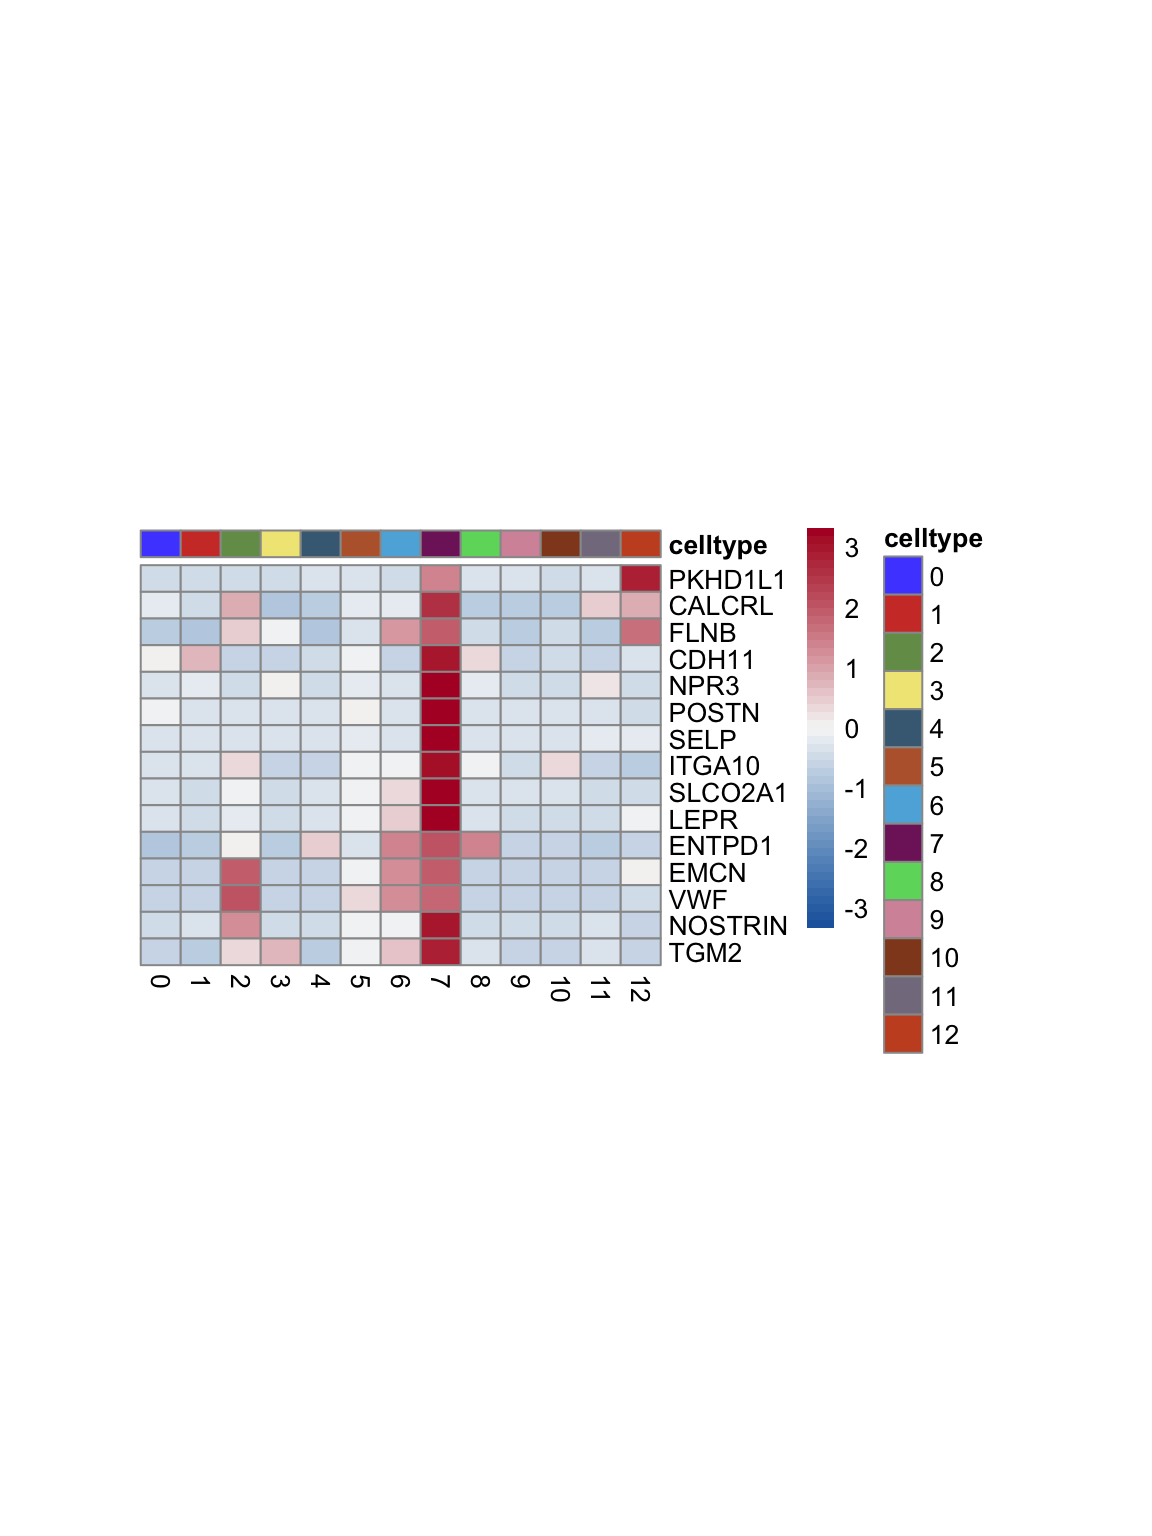 celltype
PKHD1L1
CALCRL
FLNB
CDH11
NPR3
POSTN
SELP
ITGA10
SLCO2A1
LEPR
ENTPD1
EMCN
VWF
NOSTRIN
TGM2
0 1 2 3 4 5 6 7 8 9 10 11 12
3
2
1
0
-1
-2
-3
celltype
0
1
2
3
4
5
6
7
8
9
10
11
12